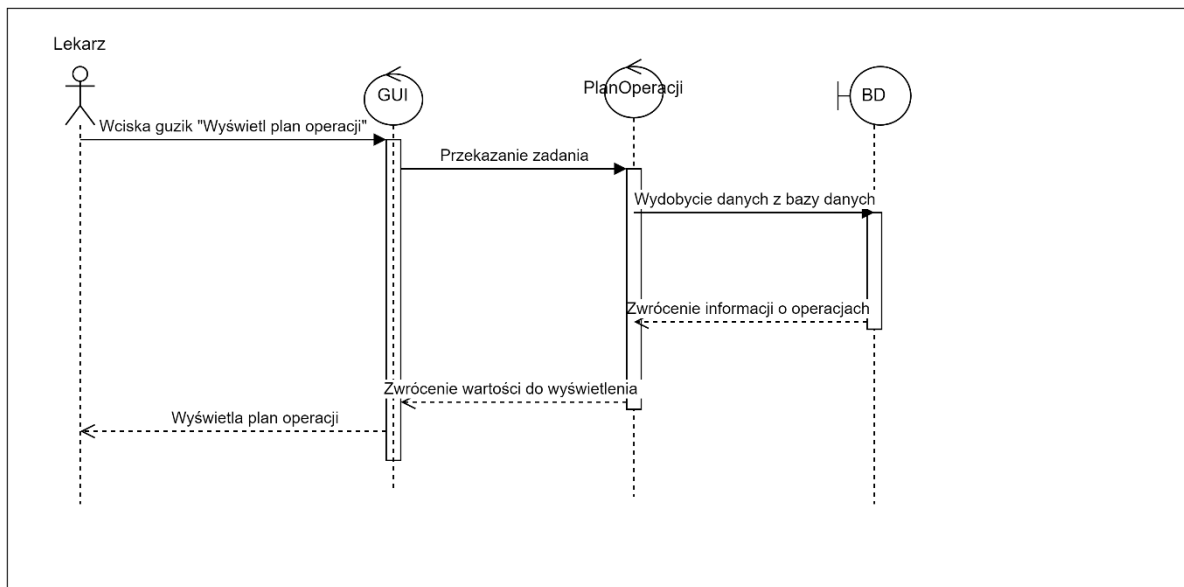 Lekarz
GUI
PlanOperacji
BD
Wciska guzik "Wyświetl plan operacji"
Przekazanie zadania
Wydobycie danych z bazy danych
Zwrócenie informacji o operacjach
Zwrócenie wartości do wyświetlenia
Wyświetla plan operacji